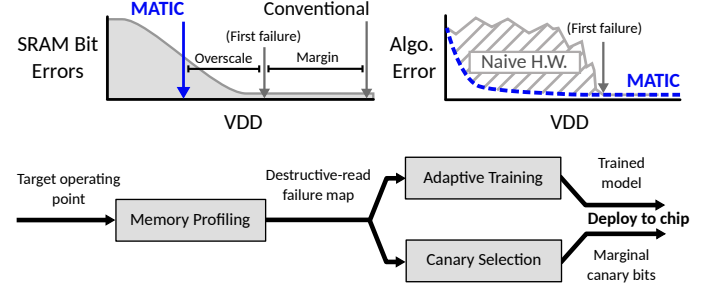 MATIC
Conventional
SRAM Bit
Errors
(First failure)
Overscale
Margin
VDD
Algo.
Error
(First failure)
Naive H.W.
MATIC
VDD
Target operating
point
Memory Profiling
Destructive-read
failure map
Adaptive Training
Canary Selection
Trained
model
Deploy to chip
Marginal
canary bits